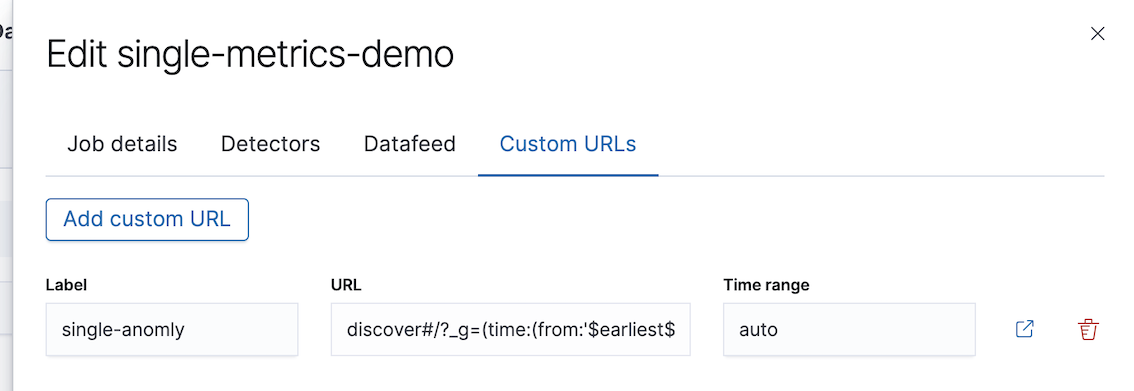 Edit single-metrics-demo
Job details Detectors Datafeed Custom URLs
Add custom URL
Label URL Time range
single-anomly discover#/?_g=(time:(from:'$earliest$ auto